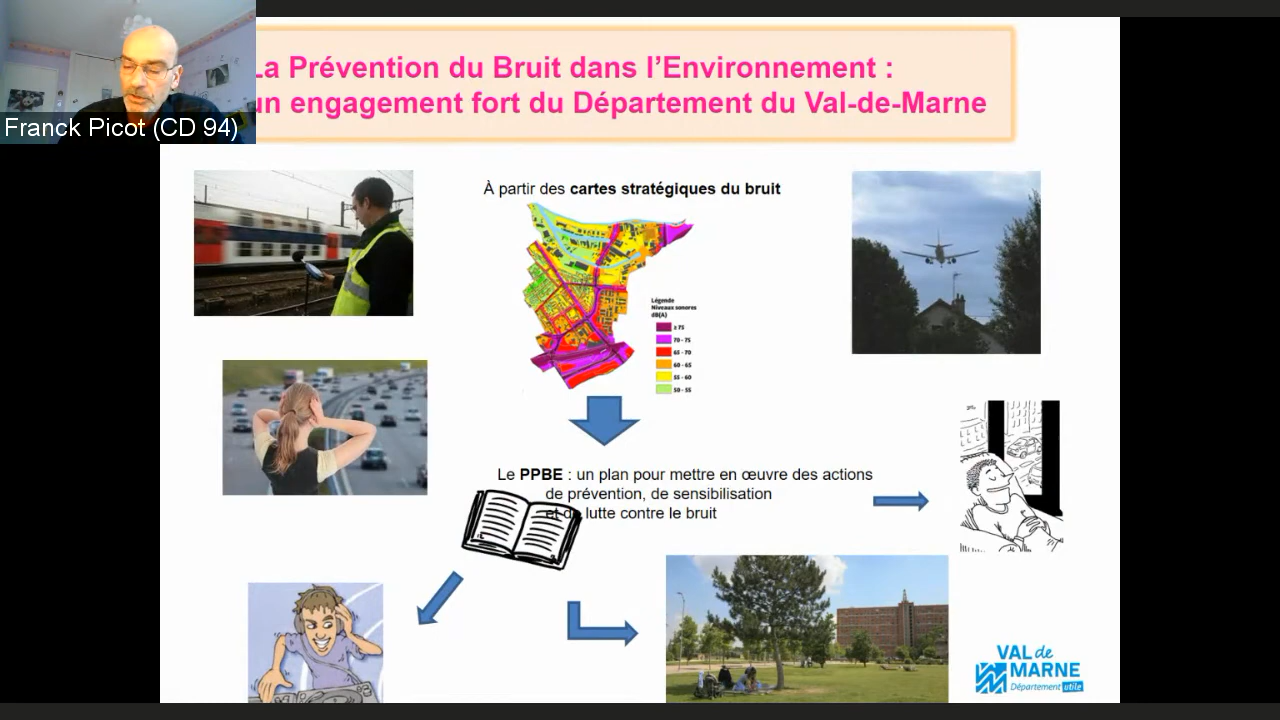 La Prévention du Bruit dans l'Environnement :
un engagement fort du Département du Val-de-Marne
Franck Picot (CD 94)
À partir des cartes stratégiques du bruit
Légende
Niveaux sonores
dB(A)
≥ 75
70 - 75
65 - 70
60 - 65
55 - 60
50 - 55
Le PPBE : un plan pour mettre en œuvre des actions
de prévention, de sensibilisation
et de lutte contre le bruit
VAL de
MARNE
Département utile